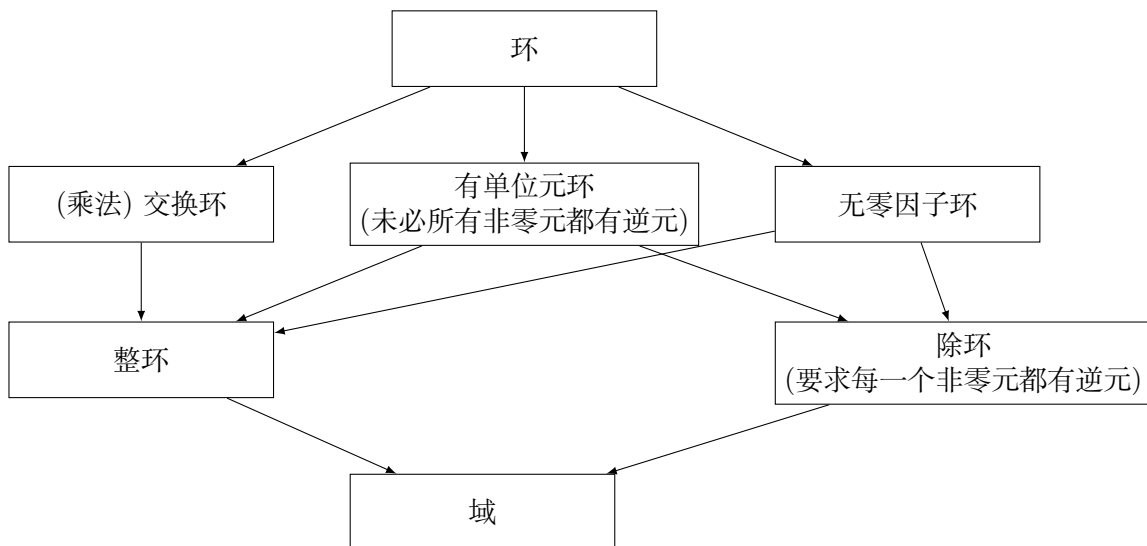 环
(乘法) 交换环
有单位元环
(未必所有非零元都有逆元)
无零因子环
整环
除环
(要求每一个非零元都有逆元)
域